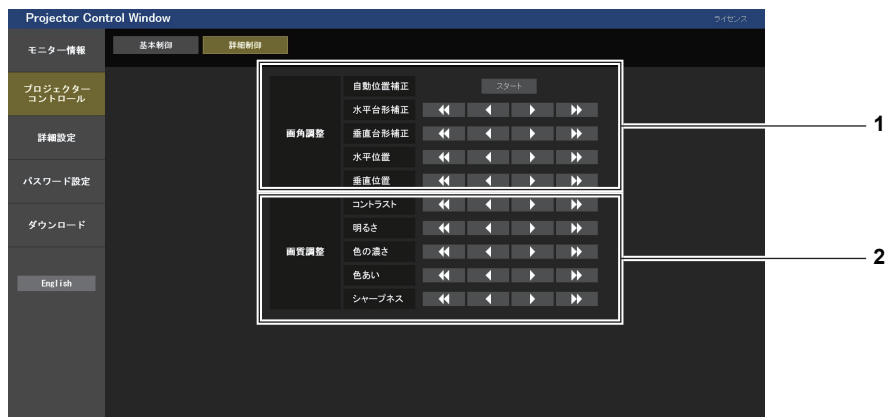 Projector Control Window
ライセンス
モニター情報
基本制御
詳細制御
プロジェクター
コントロール
詳細設定
パスワード設定
ダウンロード
English
画角調整
自動位置補正
スタート
水平台形補正
垂直台形補正
水平位置
垂直位置
1
画質調整
コントラスト
明るさ
色の濃さ
色あい
シャープネス
2